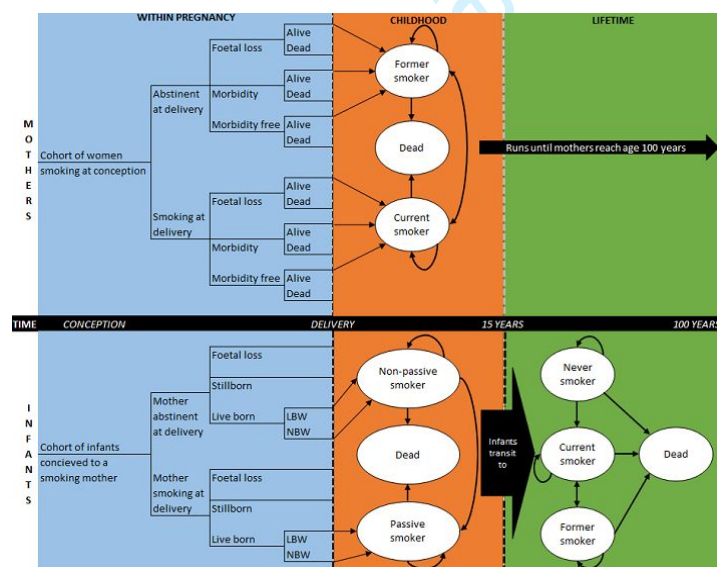 WITHIN PREGNANCY
CHILDHOOD
LIFETIME
MOTHERS
Cohort of women
smoking at conception
Abstinent
at delivery
Foetal loss
Alive
Dead
Morbidity
Alive
Dead
Morbidity free
Alive
Dead
Smoking at
delivery
Foetal loss
Alive
Dead
Morbidity
Alive
Dead
Morbidity free
Alive
Dead
Former
smoker
Dead
Current
smoker
Runs until mothers reach age 100 years
TIME
CONCEPTION
DELIVERY
15 YEARS
100 YEARS
INFANTS
Cohort of infants
concieved to a
smoking mother
Mother
abstinent
at delivery
Foetal loss
Stillborn
Live born
LBW
NBW
Mother
smoking at
delivery
Foetal loss
Stillborn
Live born
LBW
NBW
Non-passive
smoker
Dead
Passive
smoker
Infants
transit
to
Never
smoker
Current
smoker
Former
smoker
Dead